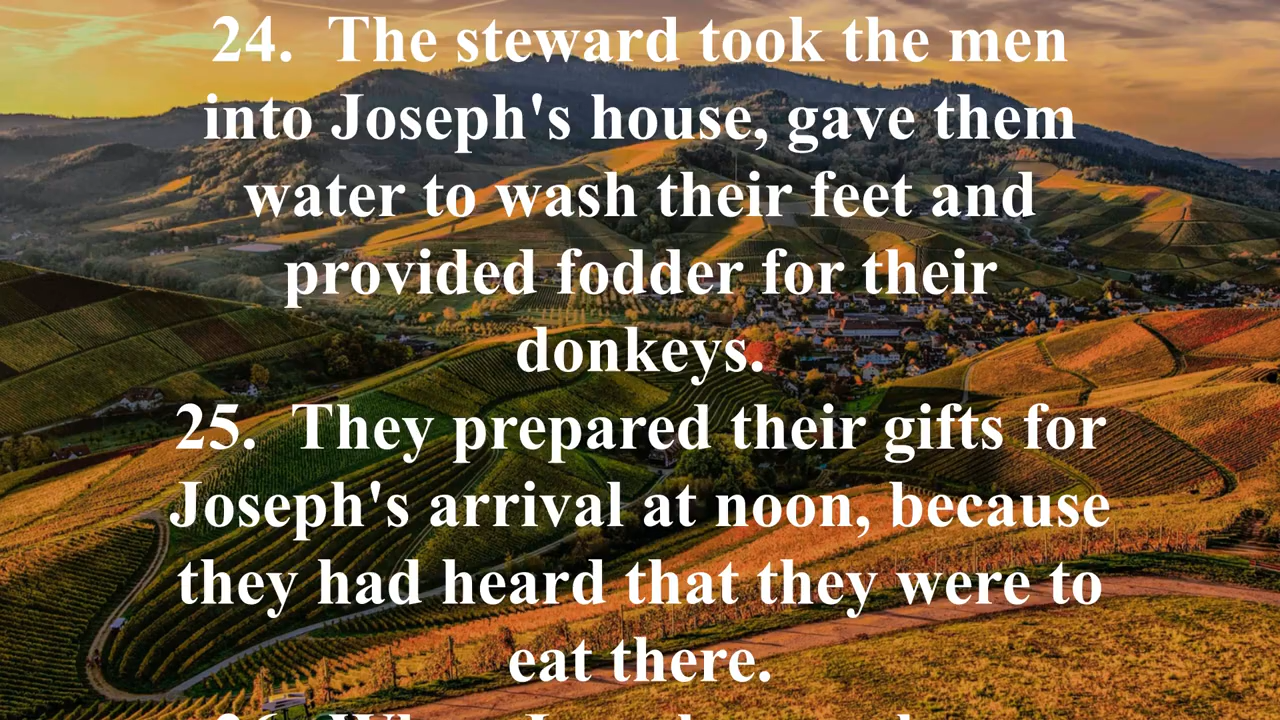 24.  The steward took the men
into Joseph's house, gave them
water to wash their feet and
provided fodder for their
donkeys.
25.  They prepared their gifts for
Joseph's arrival at noon, because
they had heard that they were to
eat there.